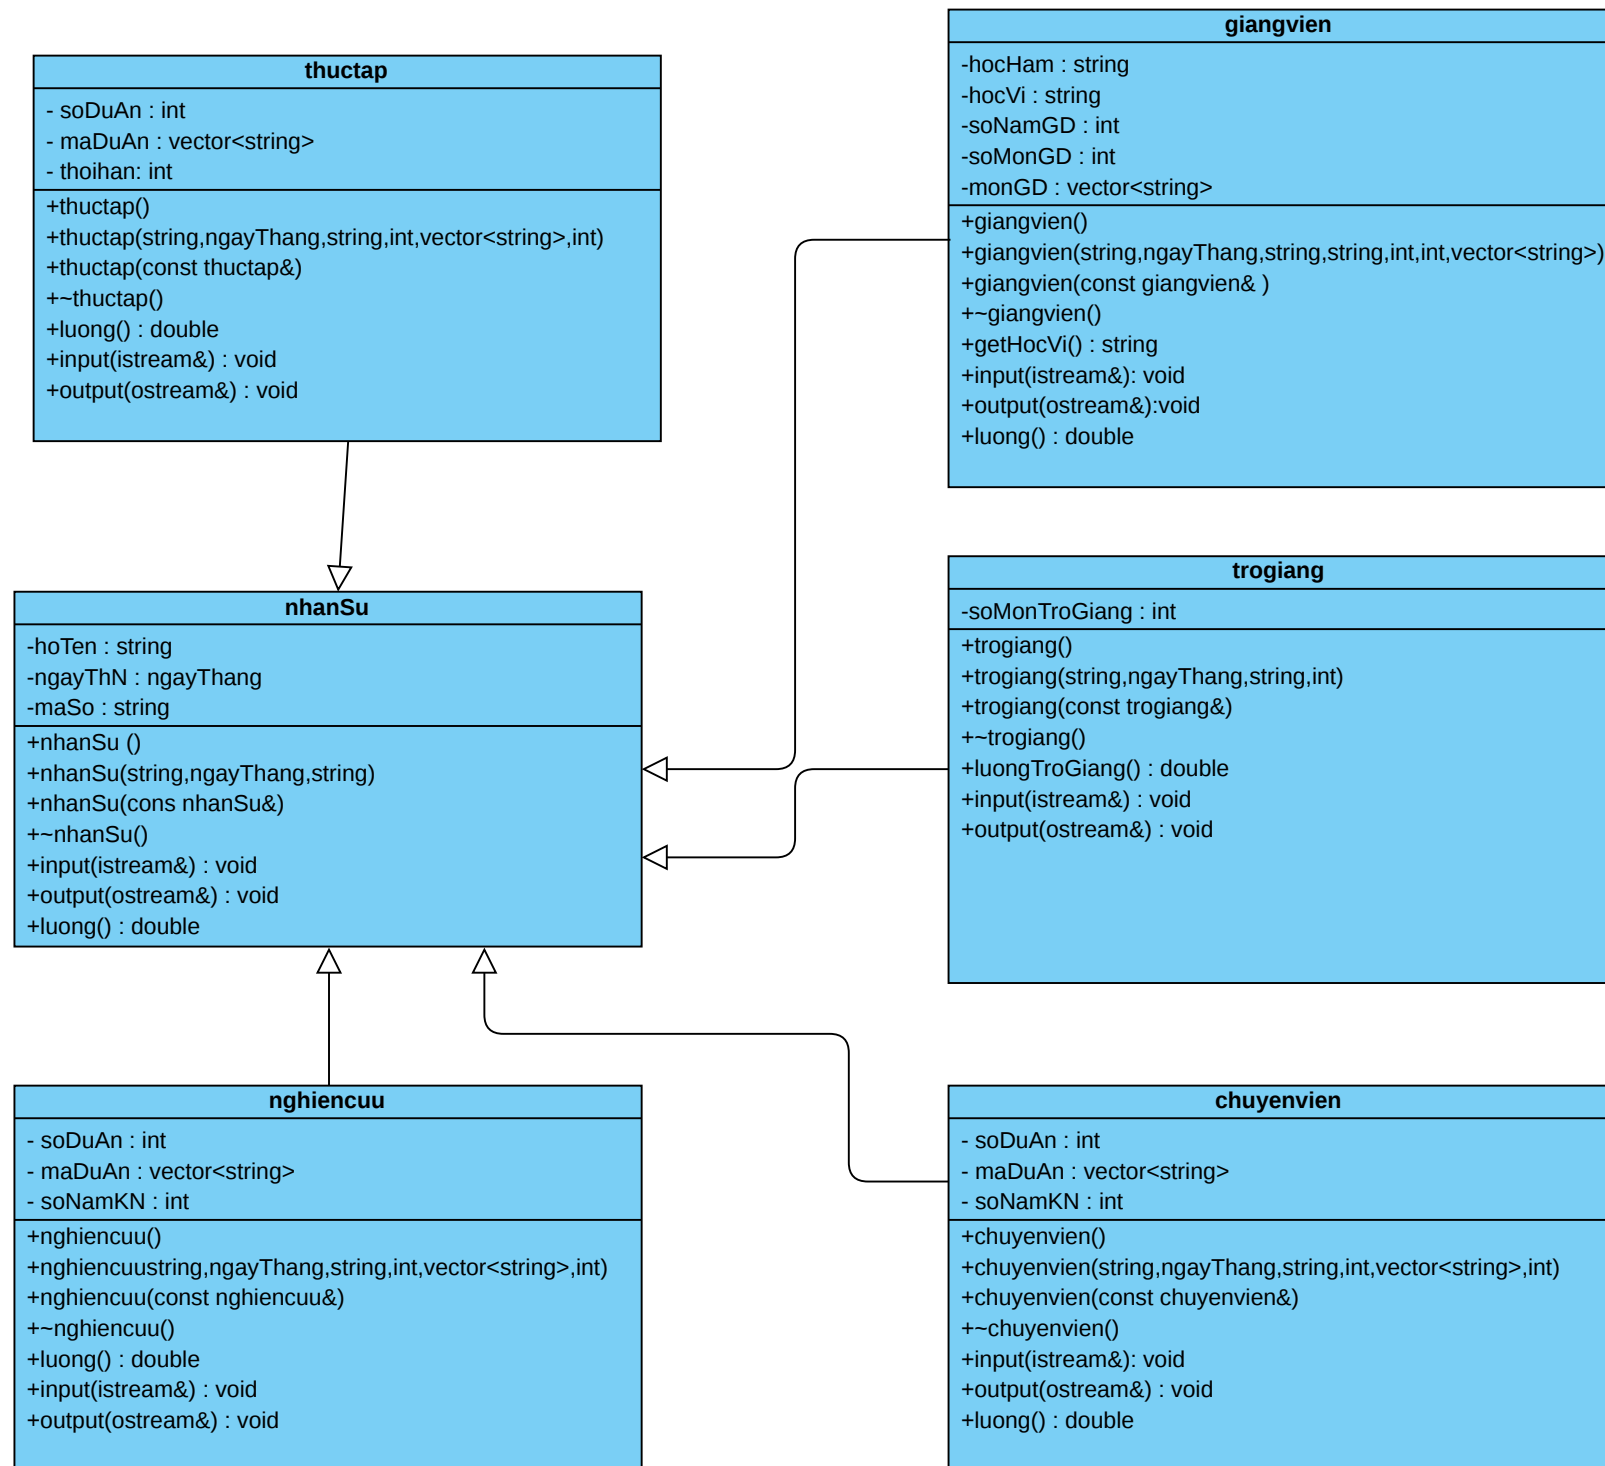 thuctap
- soDuAn : int
- maDuAn : vector<string>
- thoihan: int
+thuctap()
+thuctap(string,ngayThang,string,int,vector<string>,int)
+thuctap(const thuctap&)
+~thuctap()
+luong() : double
+input(istream&) : void
+output(ostream&) : void
giangvien
-hocHam : string
-hocVi : string
-soNamGD : int
-soMonGD : int
-monGD : vector<string>
+giangvien()
+giangvien(string,ngayThang,string,string,int,int,vector<string>)
+giangvien(const giangvien& )
+~giangvien()
+getHocVi() : string
+input(istream&): void
+output(ostream&):void
+luong() : double
nhanSu
-hoTen : string
-ngayThN : ngayThang
-maSo : string
+nhanSu ()
+nhanSu(string,ngayThang,string)
+nhanSu(cons nhanSu&)
+~nhanSu()
+input(istream&) : void
+output(ostream&) : void
+luong() : double
trogiang
-soMonTroGiang : int
+trogiang()
+trogiang(string,ngayThang,string,int)
+trogiang(const trogiang&)
+~trogiang()
+luongTroGiang() : double
+input(istream&) : void
+output(ostream&) : void
nghiencuu
- soDuAn : int
- maDuAn : vector<string>
- soNamKN : int
+nghiencuu()
+nghiencuustring,ngayThang,string,int,vector<string>,int)
+nghiencuu(const nghiencuu&)
+~nghiencuu()
+luong() : double
+input(istream&) : void
+output(ostream&) : void
chuyenvien
- soDuAn : int
- maDuAn : vector<string>
- soNamKN : int
+chuyenvien()
+chuyenvien(string,ngayThang,string,int,vector<string>,int)
+chuyenvien(const chuyenvien&)
+~chuyenvien()
+input(istream&): void
+output(ostream&) : void
+luong() : double